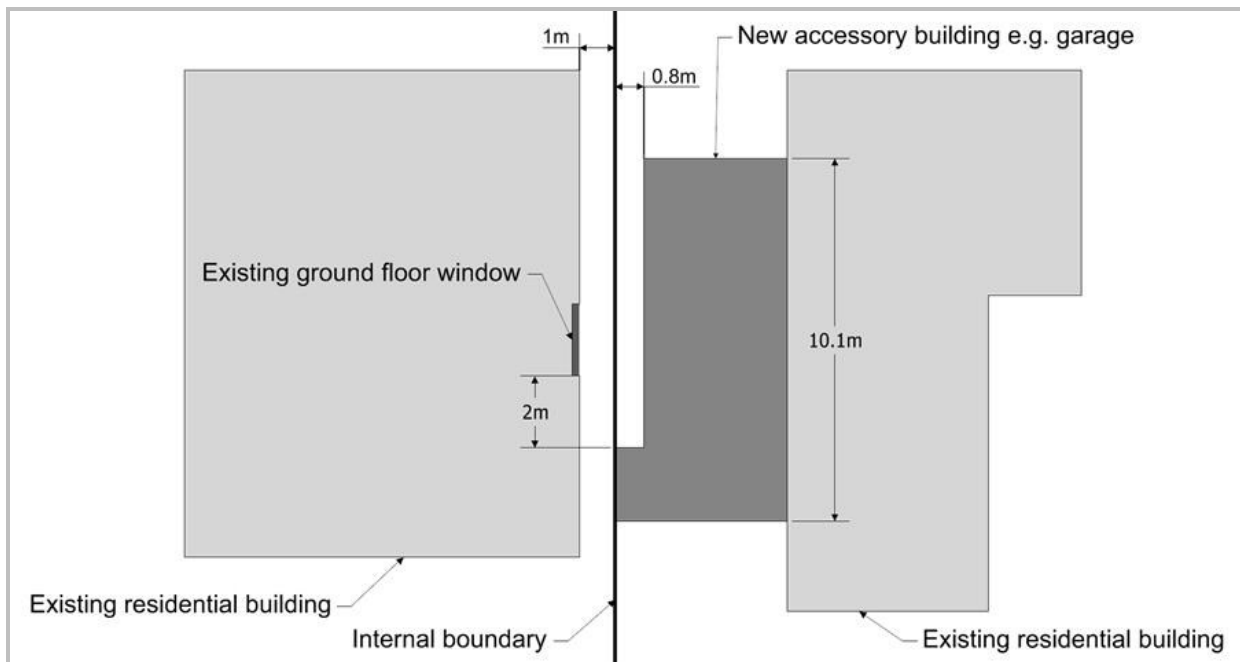 1m
New accessory building e.g. garage
0.8m
Existing ground floor window
10.1m
2m
Existing residential building
Internal boundary
Existing residential building